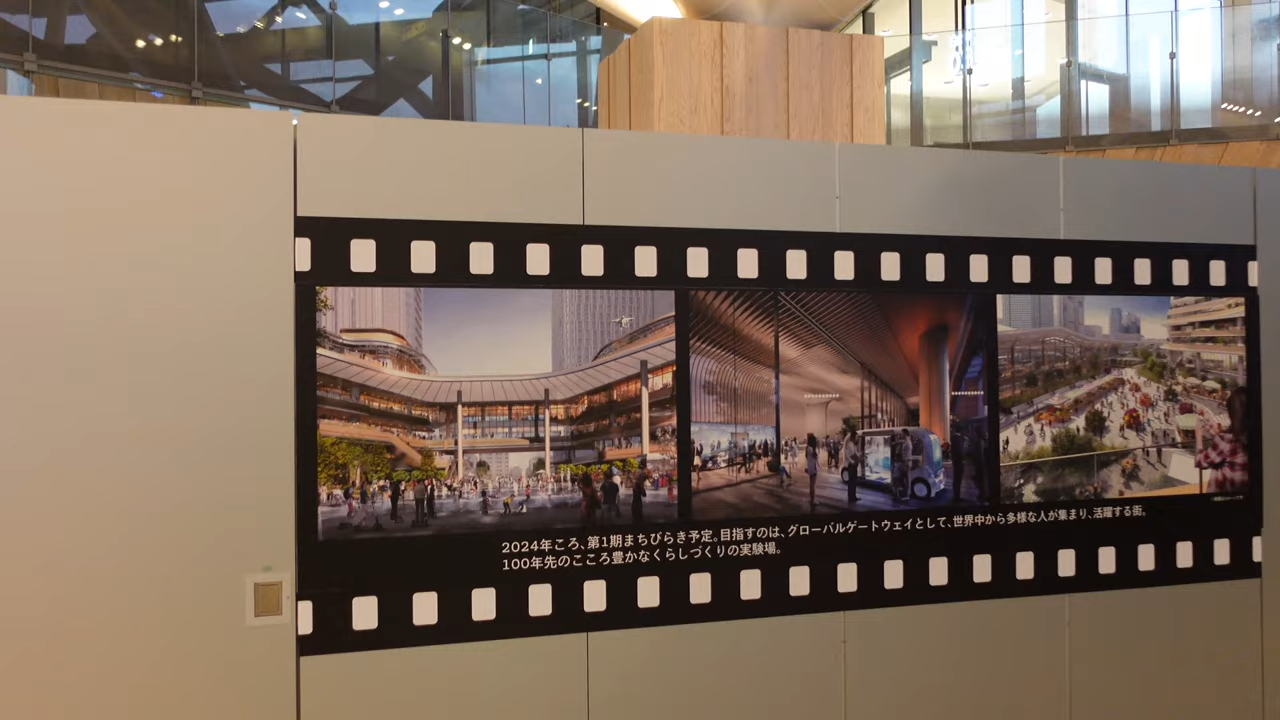 2024年ころ、第1期まちびらき予定。目指すのは、グローバルゲートウェイとして、世界中から多様な人が集まり、活躍する街。
100年先のこころ豊かなくらしづくりの実験場。